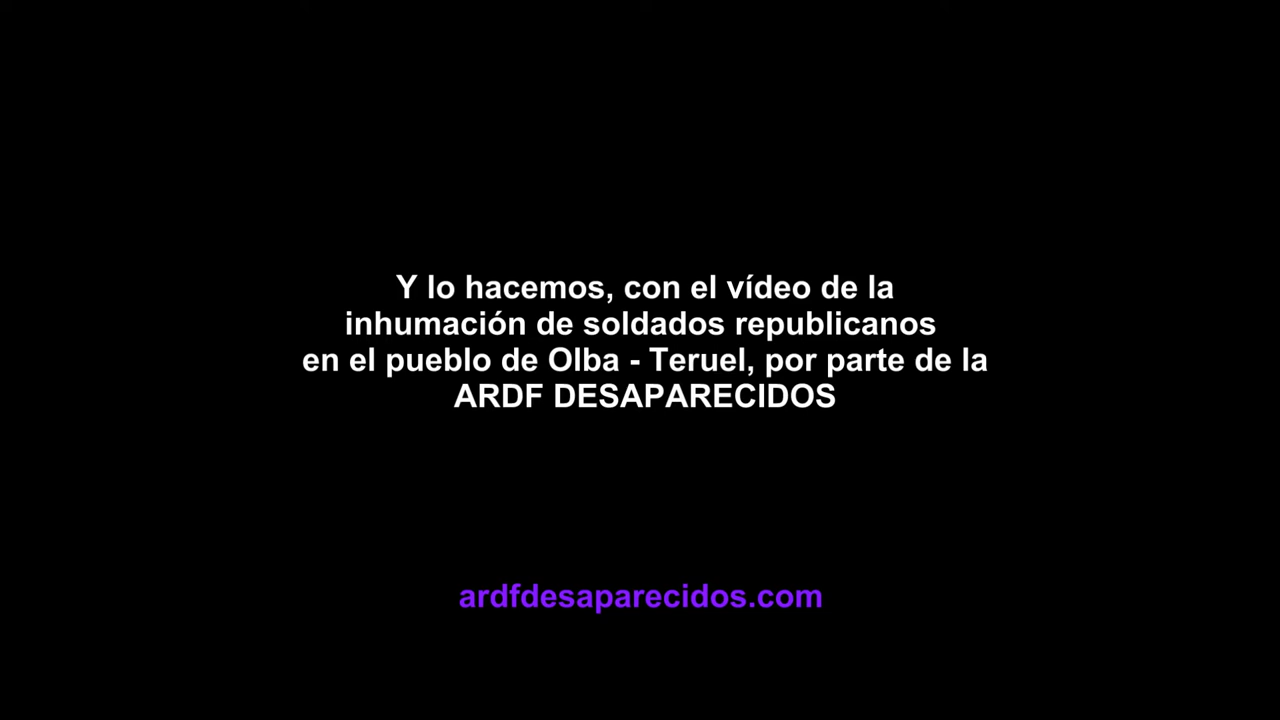 Y lo hacemos, con el vídeo de la
inhumación de soldados republicanos
en el pueblo de Olba - Teruel, por parte de la
ARDF DESAPARECIDOS
ardfdesaparecidos.com